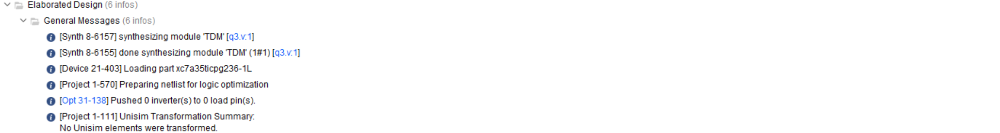 Elaborated Design (6 infos)
General Messages (6 infos)
[Synth 8-6157] synthesizing module 'TDM' [q3.v:1]
[Synth 8-6155] done synthesizing module 'TDM' (1#1) [q3.v:1]
[Device 21-403] Loading part xc7a35ticpg236-1L
[Project 1-570] Preparing netlist for logic optimization
[Opt 31-138] Pushed 0 inverter(s) to 0 load pin(s).
[Project 1-111] Unisim Transformation Summary:
No Unisim elements were transformed.